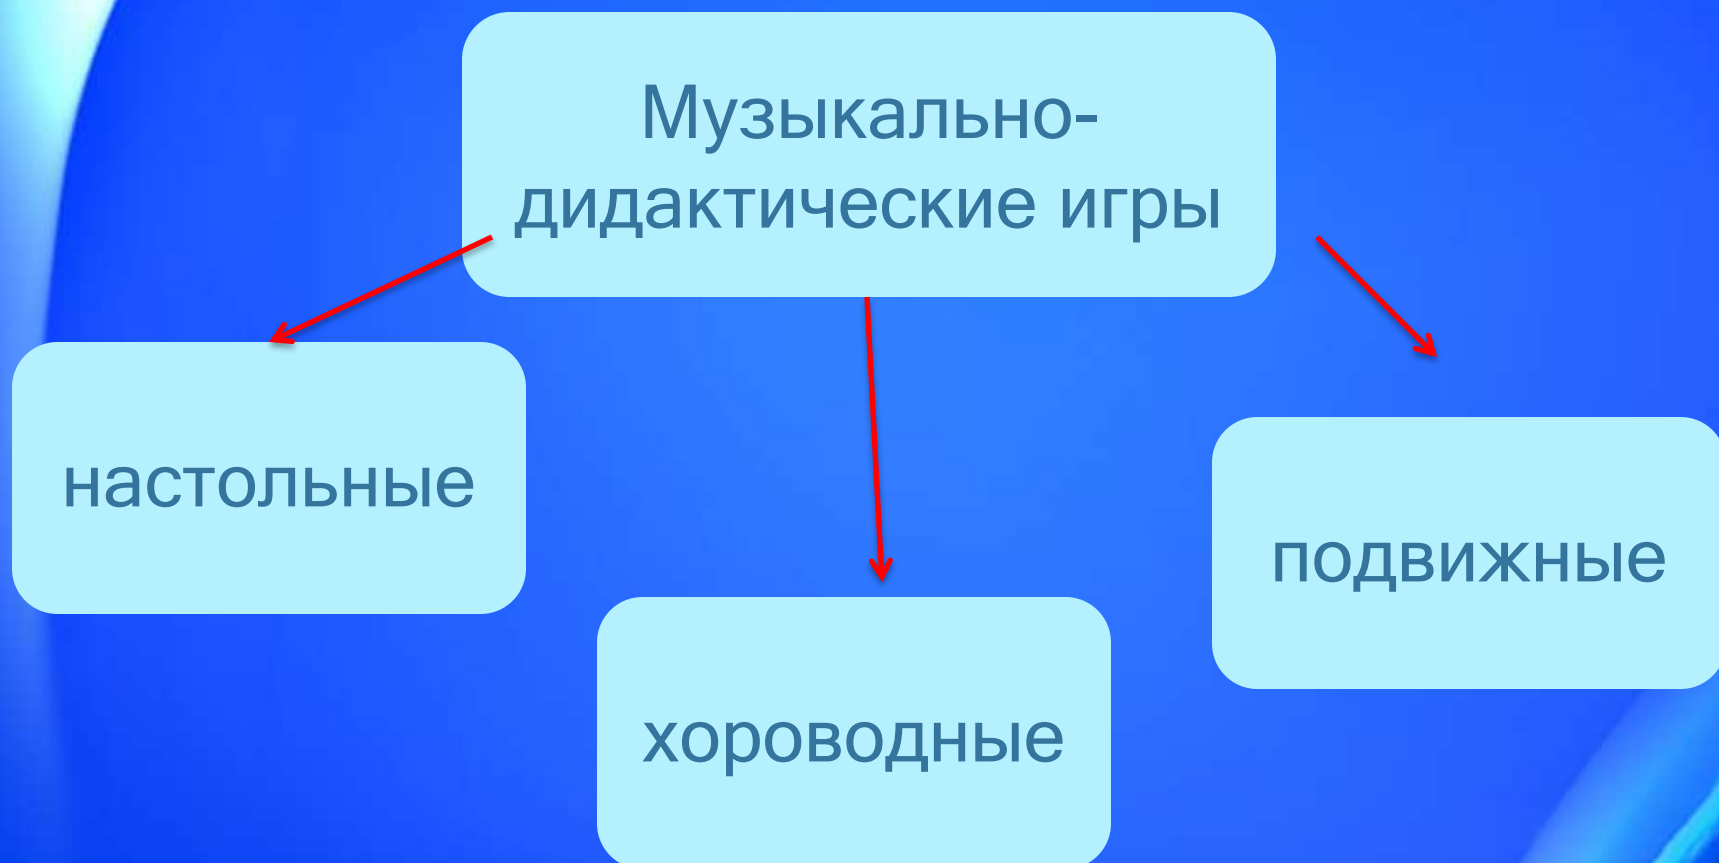 Музыкально-
дидактические игры
настольные
подвижные
хороводные